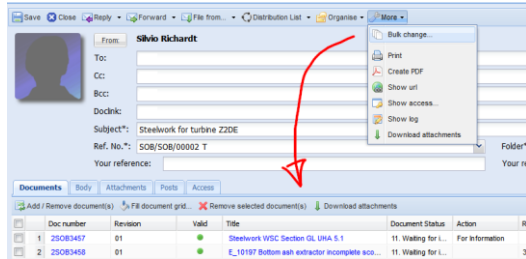 Save Close Reply Forward File from... Distribution List Organise More
Bulk change...
Print
Create PDF
Show url
Show access...
Show log
Download attachments
From Silvio Richardt
To:
Cc:
Bcc:
Doclink:
Subject*: Steelwork for turbine Z2DE
Ref. No.*: SOB/SOB/00002 T Folder*
Your reference: Your re
Documents Body Attachments Posts Access
Add / Remove document(s) Fill document grid... Remove selected document(s) Download attachments
Doc number Revision Valid Title Document Status Action R
1 2SOB3457 01 Steelwork WSC Section GL UHA 5.1 11. Waiting for i... For Information
2 2SOB3458 01 E_10197 Bottom ash extractor incomplete sco... 11. Waiting for i... 3